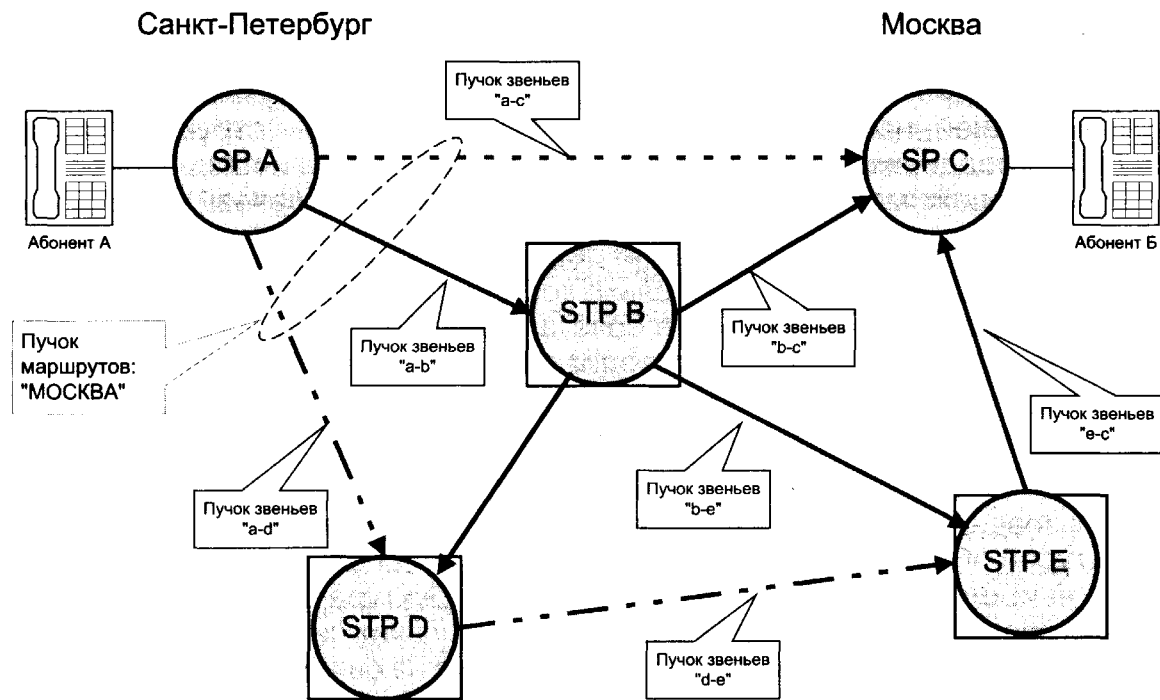 Санкт-Петербург
Москва
Пучок звеньев
"a-c"
SP A
SP C
Абонент А
Абонент Б
STP B
Пучок
маршрутов:
"МОСКВА"
Пучок звеньев
"a-b"
Пучок звеньев
"b-c"
Пучок звеньев
"e-c"
Пучок звеньев
"a-d"
Пучок звеньев
"b-e"
STP D
STP E
Пучок звеньев
"d-e"